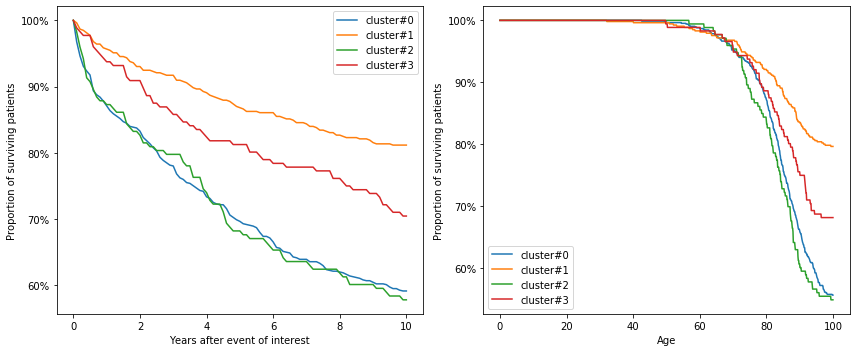 100%
90%
80%
70%
60%
Proportion of surviving patients
0
2
4
6
8
10
Years after event of interest
cluster#0
cluster#1
cluster#2
cluster#3
100%
90%
80%
70%
60%
Proportion of surviving patients
0
20
40
60
80
100
Age
cluster#0
cluster#1
cluster#2
cluster#3